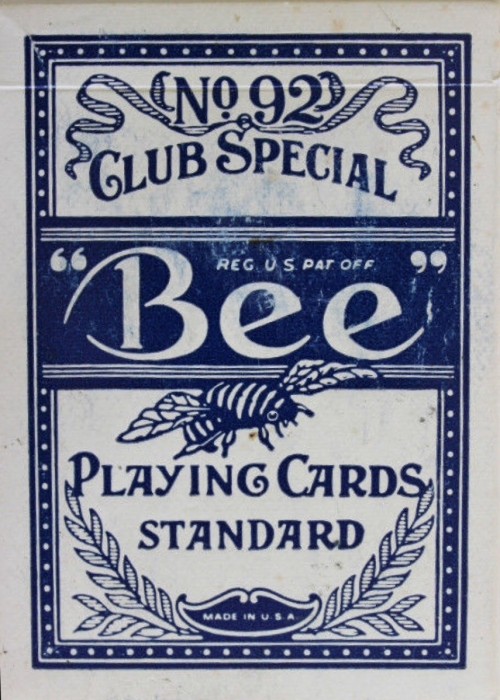 No 92
CLUB SPECIAL
REG. U S. PAT OFF
“Bee”
PLAYING CARDS
STANDARD
MADE IN U.S.A